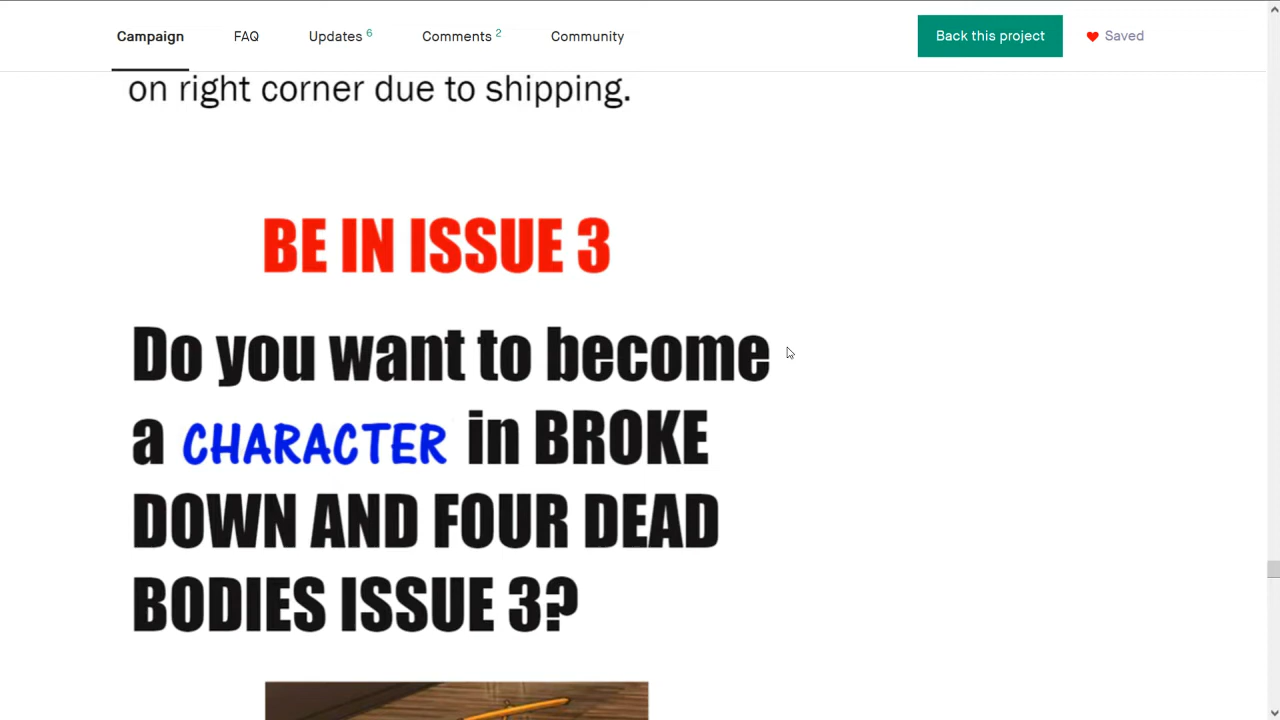 Campaign FAQ Updates 6 Comments 2 Community Back this project Saved
on right corner due to shipping.
BE IN ISSUE 3
Do you want to become
a CHARACTER in BROKE
DOWN AND FOUR DEAD
BODIES ISSUE 3?